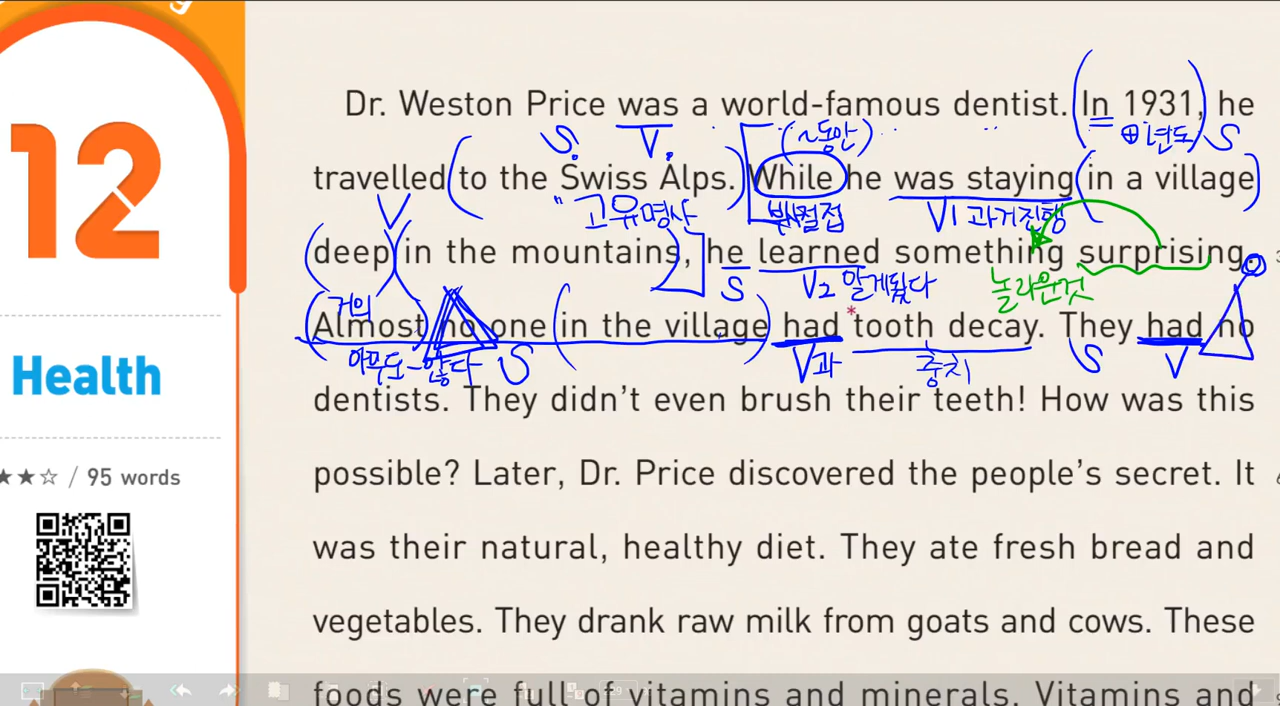 12
Health
★★☆ / 95 words
Dr. Weston Price was a world-famous dentist. In 1931, he
S. V. (~동안) ⊕년도 S
travelled to the Swiss Alps. While he was staying in a village
V "고유명사 부.절접 V1 과거진행
deep in the mountains, he learned something surprising.
거의 S V2 알게됐다 놀라운것
Almost no one in the village had *tooth decay. They had no
아무도~않다 S V과 충치 S V
dentists. They didn't even brush their teeth! How was this
possible? Later, Dr. Price discovered the people's secret. It
was their natural, healthy diet. They ate fresh bread and
vegetables. They drank raw milk from goats and cows. These
foods were full of vitamins and minerals. Vitamins and